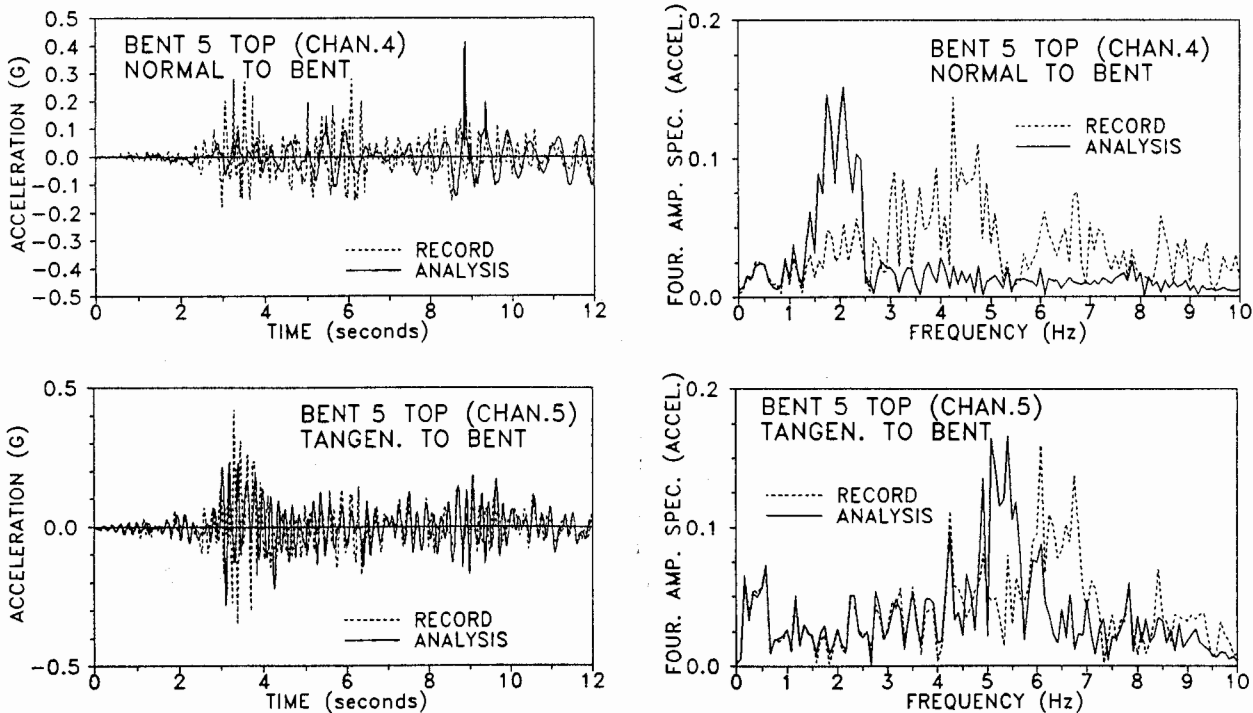 BENT 5 TOP (CHAN.4)
NORMAL TO BENT
ACCELERATION (G)
0.5
0.4
0.3
0.2
0.1
0.0
−0.1
−0.2
−0.3
−0.4
−0.5
RECORD
ANALYSIS
0 2 4 6 8 10 12
TIME (seconds)
BENT 5 TOP (CHAN.4)
NORMAL TO BENT
FOUR. AMP. SPEC. (ACCEL.)
0.2
0.1
0.0
RECORD
ANALYSIS
0 1 2 3 4 5 6 7 8 9 10
FREQUENCY (Hz)
BENT 5 TOP (CHAN.5)
TANGEN. TO BENT
ACCELERATION (G)
0.5
0.0
−0.5
RECORD
ANALYSIS
0 2 4 6 8 10 12
TIME (seconds)
BENT 5 TOP (CHAN.5)
TANGEN. TO BENT
FOUR. AMP. SPEC. (ACCEL.)
0.2
0.1
0.0
RECORD
ANALYSIS
0 1 2 3 4 5 6 7 8 9 10
FREQUENCY (Hz)